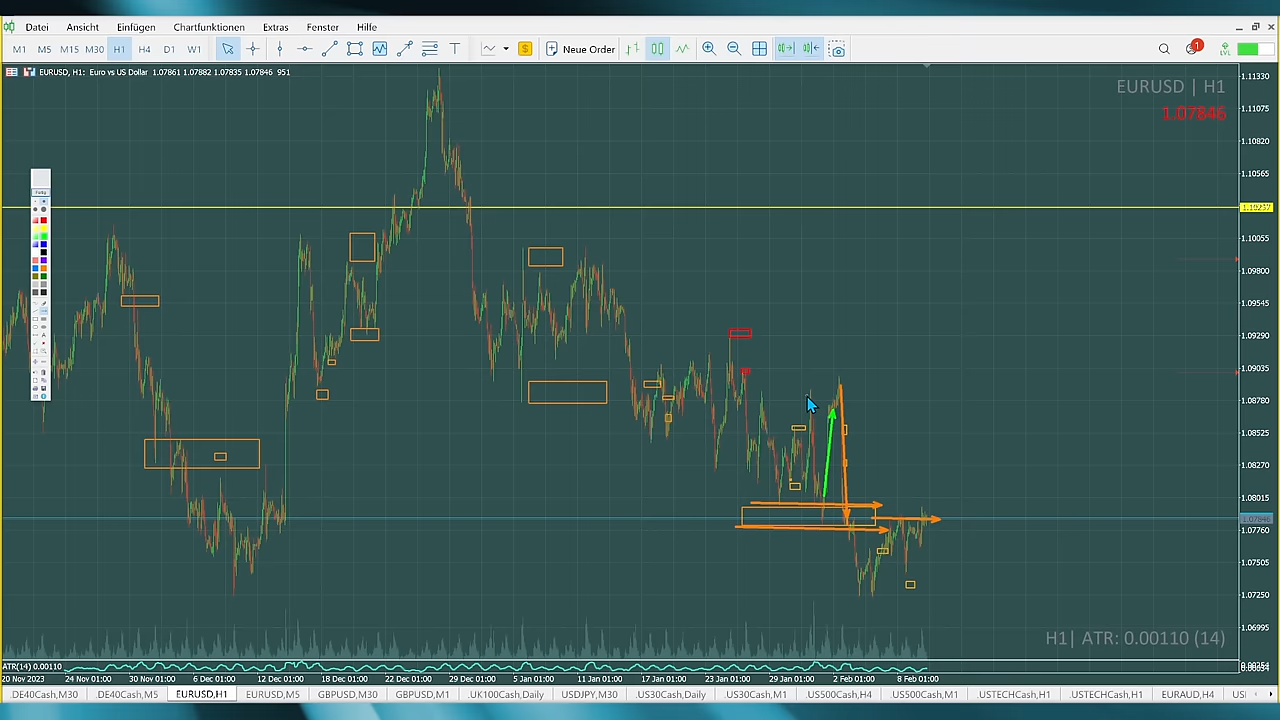 Datei Ansicht Einfügen Chartfunktionen Extras Fenster Hilfe
M1 M5 M15 M30 H1 H4 D1 W1 T $ Neue Order 1 LVL
EURUSD, H1: Euro vs US Dollar 1.07861 1.07882 1.07835 1.07846 951
EURUSD | H1
1.07846
1.11330
1.11075
1.10820
1.10565
1.10237
1.10055
1.09800
1.09545
1.09290
1.09035
1.08780
1.08525
1.08270
1.08015
1.07846
1.07760
1.07505
1.07250
1.06995
H1| ATR: 0.00110 (14)
ATR(14) 0.00110
20 Nov 2023 24 Nov 01:00 30 Nov 01:00 6 Dec 01:00 12 Dec 01:00 18 Dec 01:00 22 Dec 01:00 29 Dec 01:00 5 Jan 01:00 11 Jan 01:00 17 Jan 01:00 23 Jan 01:00 29 Jan 01:00 2 Feb 01:00 8 Feb 01:00
DE40Cash,M30 DE40Cash,M5 EURUSD,H1 EURUSD,M5 GBPUSD,M30 GBPUSD,M1 UK100Cash,Daily USDJPY,M30 US30Cash,Daily US30Cash,M1 US500Cash,H4 US500Cash,M1 .USTECHCash,H1 .USTECHCash,H1 EURAUD,H4